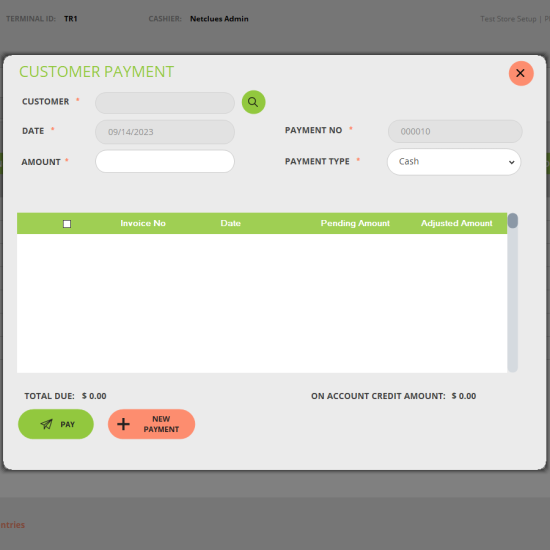 TERMINAL ID: TR1 CASHIER: Netclues Admin Test Score Setup |
CUSTOMER PAYMENT
CUSTOMER *
DATE * 09/14/2023 PAYMENT NO * 000010
AMOUNT * PAYMENT TYPE * Cash
Invoice No Date Pending Amount Adjusted Amount
TOTAL DUE: $ 0.00 ON ACCOUNT CREDIT AMOUNT: $ 0.00
PAY
NEW
PAYMENT
ntries